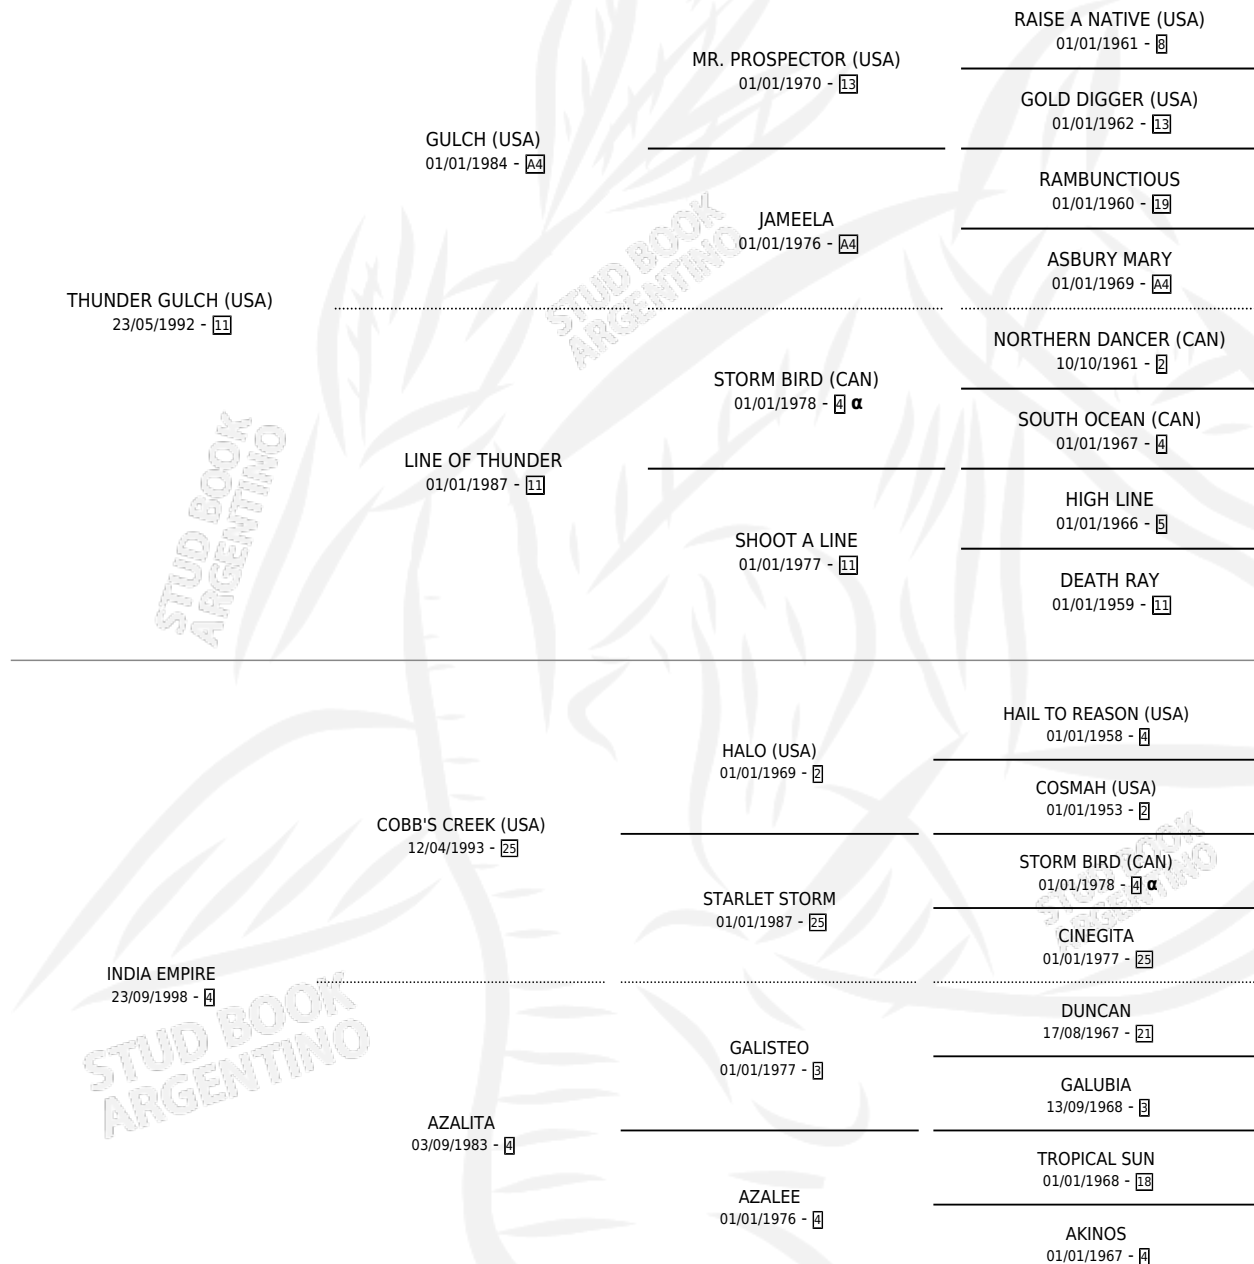 RAISE A NATIVE (USA)
01/01/1961 - 8
MR. PROSPECTOR (USA)
01/01/1970 - 13
GOLD DIGGER (USA)
01/01/1962 - 13
GULCH (USA)
01/01/1984 - A4
RAMBUNCTIOUS
01/01/1960 - 19
JAMEELA
01/01/1976 - A4
ASBURY MARY
01/01/1969 - A4
THUNDER GULCH (USA)
23/05/1992 - 11
NORTHERN DANCER (CAN)
10/10/1961 - 2
STORM BIRD (CAN)
01/01/1978 - 4 α
SOUTH OCEAN (CAN)
01/01/1967 - 4
LINE OF THUNDER
01/01/1987 - 11
HIGH LINE
01/01/1966 - 5
SHOOT A LINE
01/01/1977 - 11
DEATH RAY
01/01/1959 - 11
HAIL TO REASON (USA)
01/01/1958 - 4
HALO (USA)
01/01/1969 - 2
COSMAH (USA)
01/01/1953 - 2
COBB'S CREEK (USA)
12/04/1993 - 25
STORM BIRD (CAN)
01/01/1978 - 4 α
STARLET STORM
01/01/1987 - 25
CINEGITA
01/01/1977 - 25
INDIA EMPIRE
23/09/1998 - 4
DUNCAN
17/08/1967 - 21
GALISTEO
01/01/1977 - 3
GALUBIA
13/09/1968 - 3
AZALITA
03/09/1983 - 4
TROPICAL SUN
01/01/1968 - 18
AZALEE
01/01/1976 - 4
AKINOS
01/01/1967 - 4
STUD BOOK
ARGENTINO
STUD BOOK
ARGENTINO
STUD BOOK
ARGENTINO
STUD BOOK
ARGENTINO